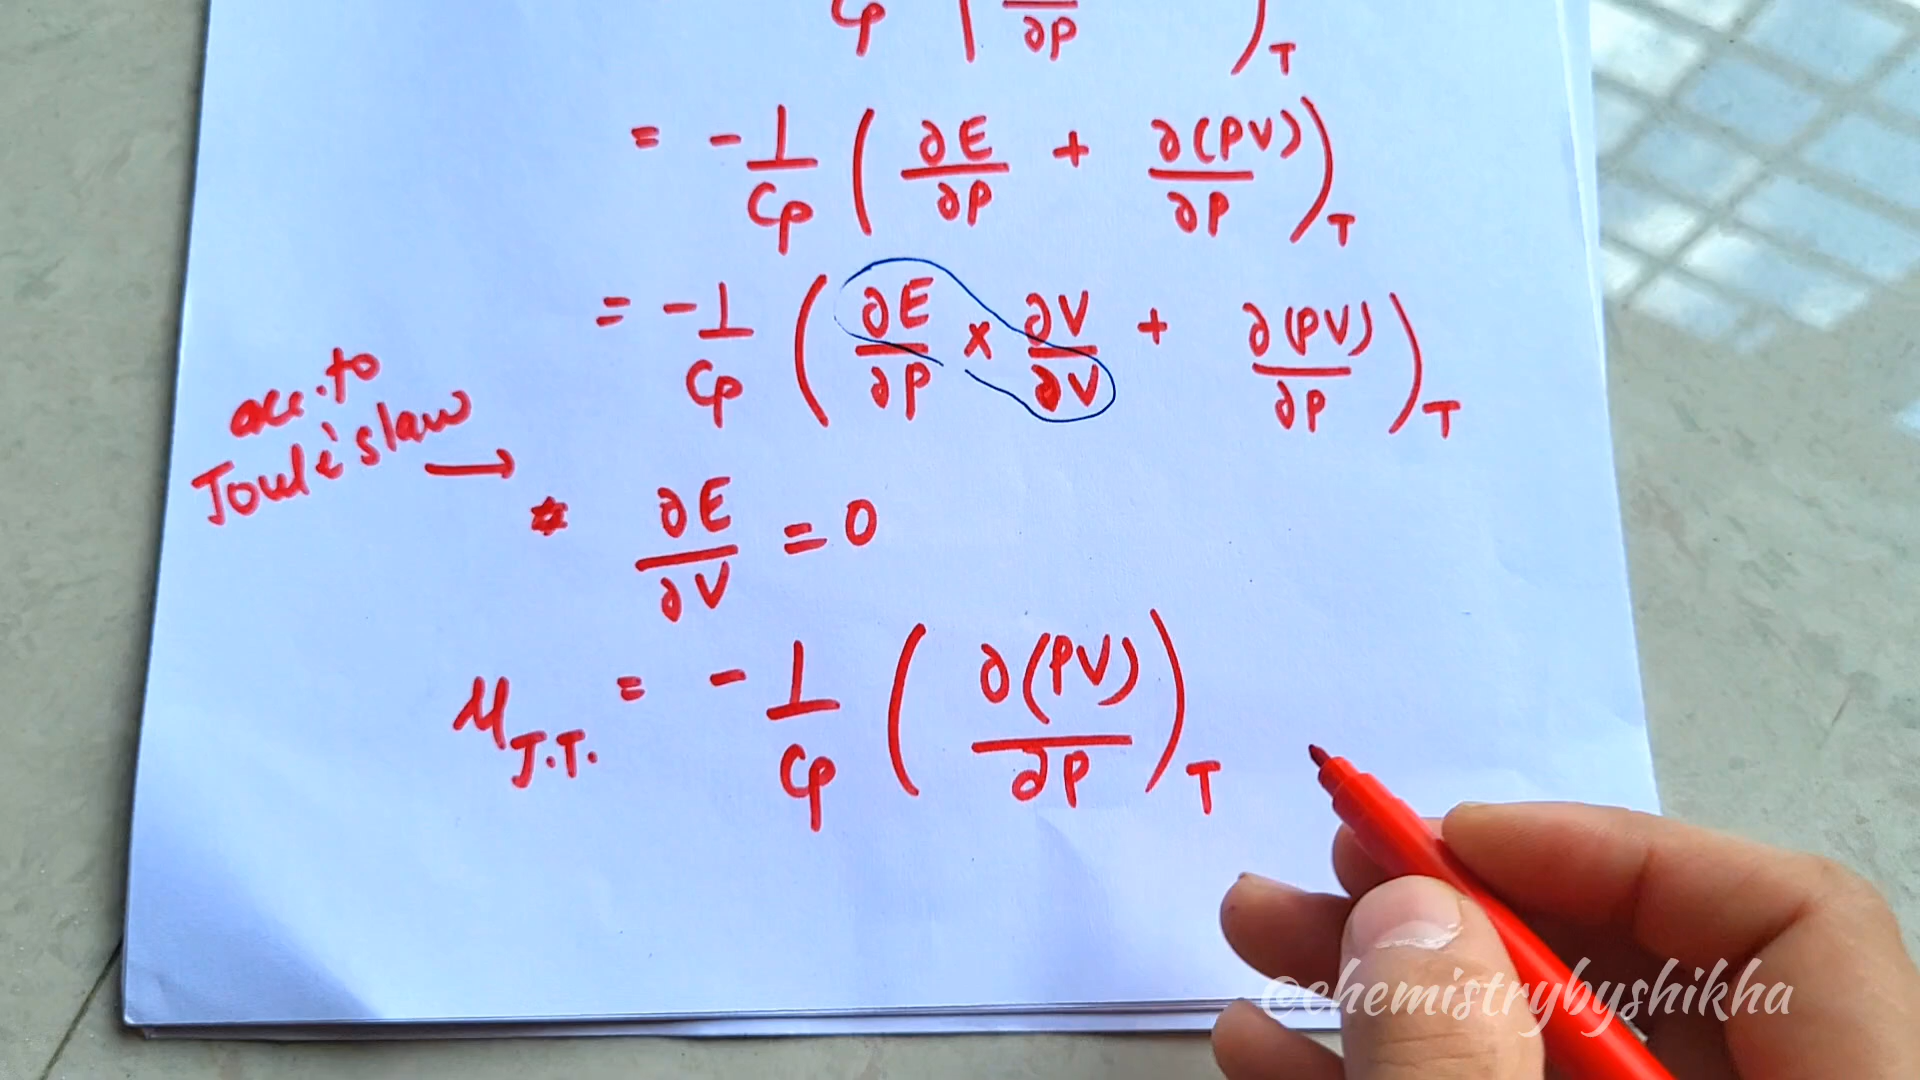 Cp ( ∂P )T
= -1/Cp ( ∂E/∂P + ∂(PV)/∂P )T
= -1/Cp ( ∂E/∂P × ∂V/∂V + ∂(PV)/∂P )T
acc. to
Joule's law →
* ∂E/∂V = 0
μJ.T. = -1/Cp ( ∂(PV)/∂P )T
@chemistrybyshikha